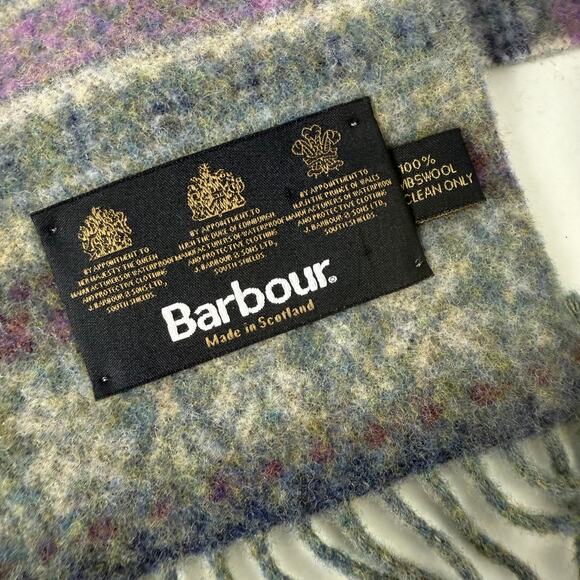 BY APPOINTMENT TO
HER MAJESTY THE QUEEN
MANUFACTURERS OF WATERPROOF
AND PROTECTIVE CLOTHING
J. BARBOUR & SONS LTD,
SOUTH SHIELDS.
BY APPOINTMENT TO
H.R.H THE DUKE OF EDINBURGH
MANUFACTURERS OF WATERPROOF
AND PROTECTIVE CLOTHING
J. BARBOUR & SONS LTD,
SOUTH SHIELDS.
BY APPOINTMENT TO
H.R.H THE PRINCE OF WALES
MANUFACTURERS OF WATERPROOF
AND PROTECTIVE CLOTHING
J. BARBOUR & SONS LTD,
SOUTH SHIELDS.
Barbour®
Made in Scotland
100%
MBSWOOL
CLEAN ONLY